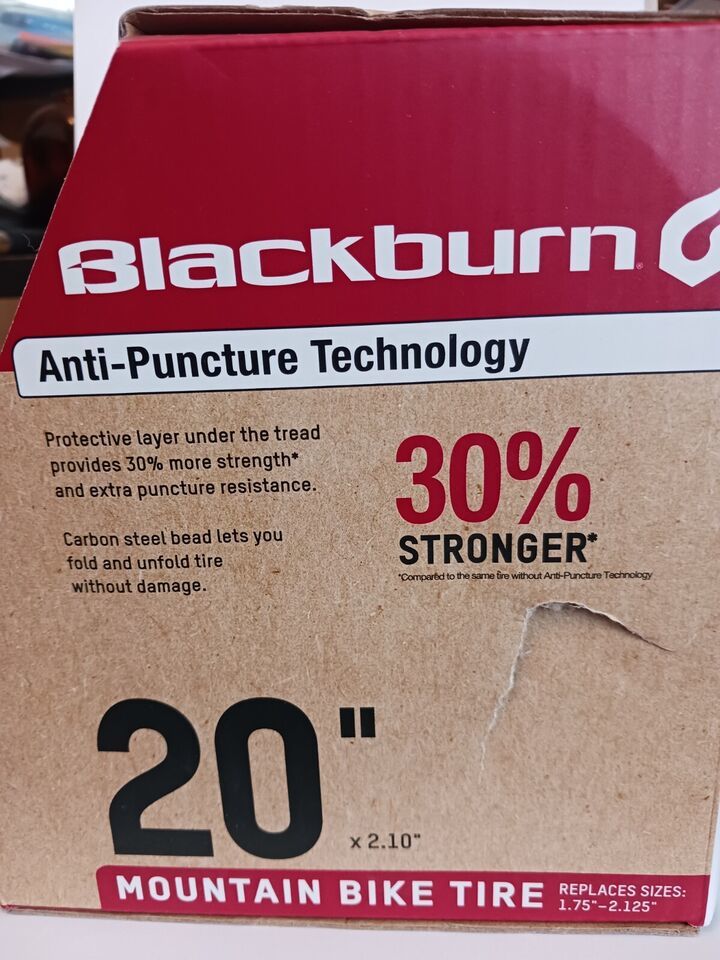 Blackburn®
Anti-Puncture Technology
Protective layer under the tread
provides 30% more strength*
and extra puncture resistance.
Carbon steel bead lets you
fold and unfold tire
without damage.
30%
STRONGER*
*Compared to the same tire without Anti-Puncture Technology
20"
x 2.10"
MOUNTAIN BIKE TIRE
REPLACES SIZES:
1.75"–2.125"